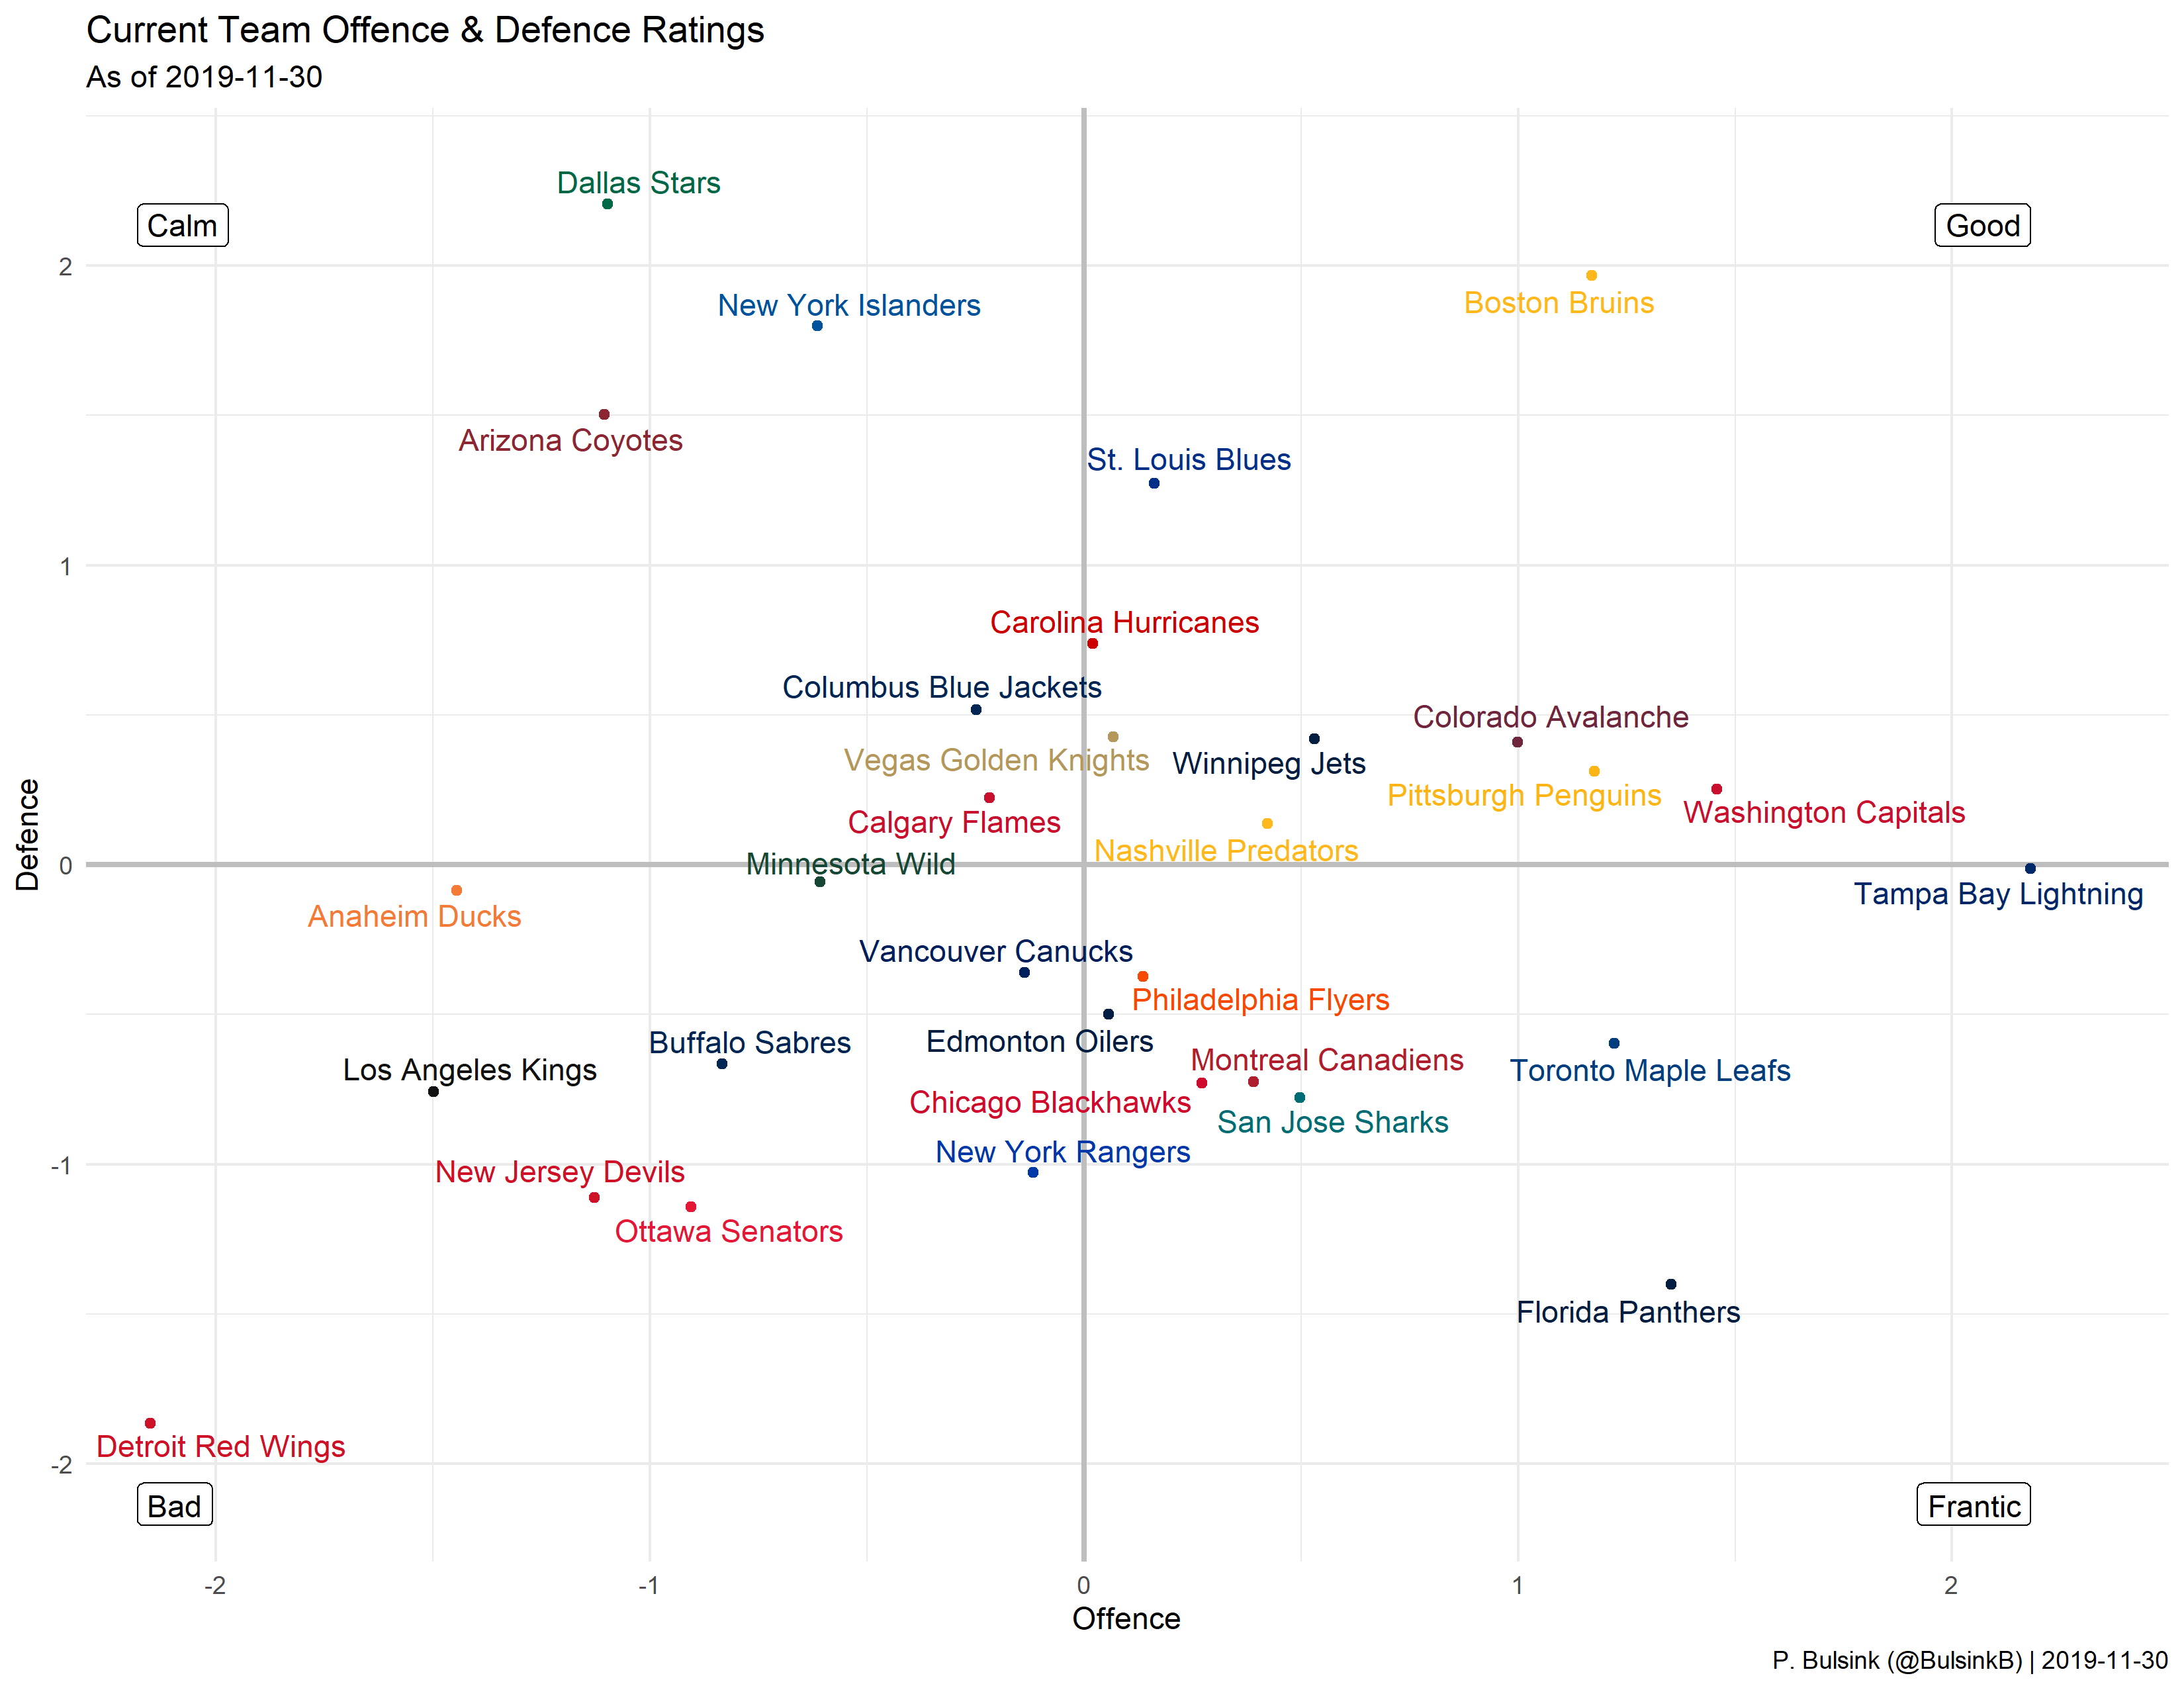 Current Team Offence & Defence Ratings
As of 2019-11-30
Dallas Stars
Calm
Good
2
New York Islanders
Boston Bruins
Arizona Coyotes
St. Louis Blues
1
Carolina Hurricanes
Columbus Blue Jackets
Colorado Avalanche
Vegas Golden Knights
Winnipeg Jets
Pittsburgh Penguins
Washington Capitals
Calgary Flames
Nashville Predators
Defence
0
Minnesota Wild
Tampa Bay Lightning
Anaheim Ducks
Vancouver Canucks
Philadelphia Flyers
Buffalo Sabres
Edmonton Oilers
Los Angeles Kings
Montreal Canadiens
Toronto Maple Leafs
Chicago Blackhawks
San Jose Sharks
New York Rangers
-1
New Jersey Devils
Ottawa Senators
Florida Panthers
Detroit Red Wings
-2
Bad
Frantic
-2 -1 0 1 2
Offence
P. Bulsink (@BulsinkB) | 2019-11-30